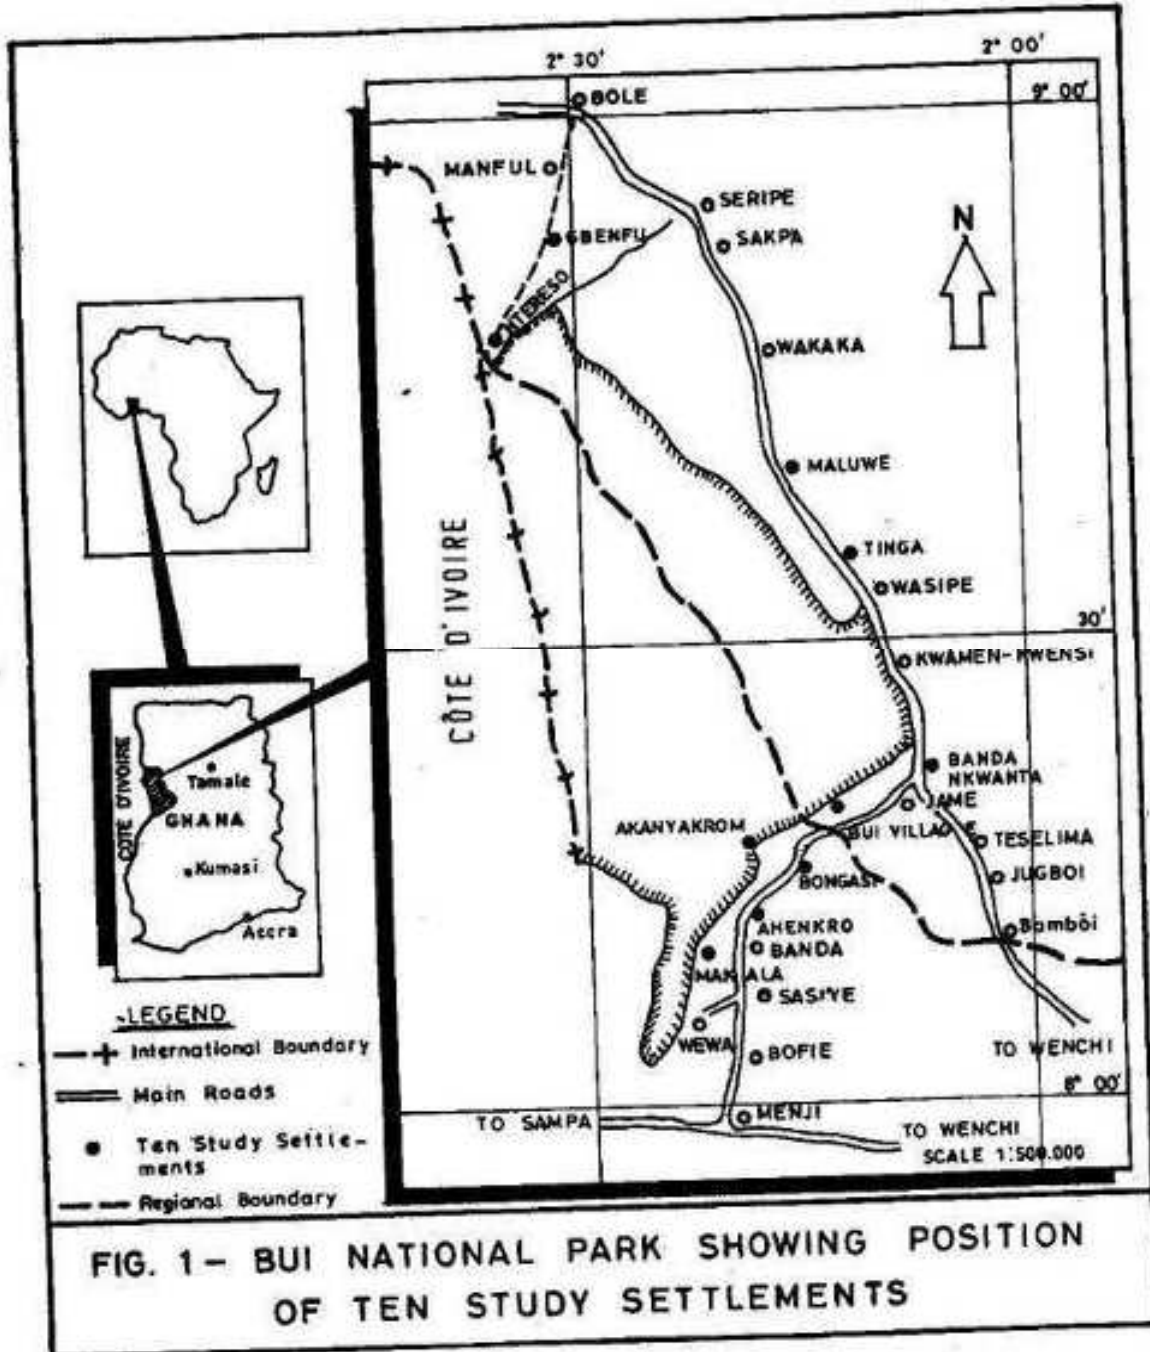 2° 30'
2° 00'
9° 00'
BOLE
MANFUL
SERIPE
GBENFU
SAKPA
N
NTERESO
WAKAKA
MALUWE
CÔTE D'IVOIRE
TINGA
WASIPE
30'
KWAMEN-KWENSI
BANDA
NKWANTA
JAME
AKANYAKROM
BUI VILLAGE
TESELIMA
BONGASE
JUGBOI
AHENKRO
Bambôi
BANDA
MAKALA
SASIYE
WEWA
BOFIE
TO WENCHI
8° 00'
TO SAMPA
MENJI
TO WENCHI
SCALE 1:500.000
CÔTE D'IVOIRE
Tamale
GHANA
Kumasi
Accra
LEGEND
International Boundary
Main Roads
Ten Study Settle-
ments
Regional Boundary
FIG. 1 – BUI NATIONAL PARK SHOWING POSITION
OF TEN STUDY SETTLEMENTS